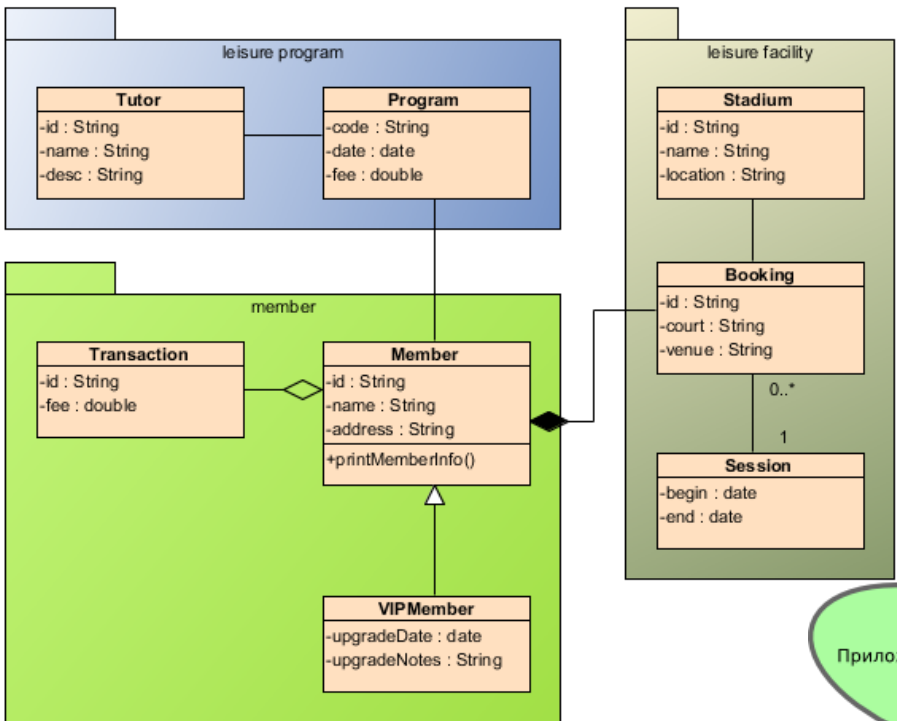 leisure program
Tutor
-id : String
-name : String
-desc : String
Program
-code : String
-date : date
-fee : double
leisure facility
Stadium
-id : String
-name : String
-location : String
Booking
-id : String
-court : String
-venue : String
0..*
1
Session
-begin : date
-end : date
member
Transaction
-id : String
-fee : double
Member
-id : String
-name : String
-address : String
+printMemberInfo()
VIPMember
-upgradeDate : date
-upgradeNotes : String